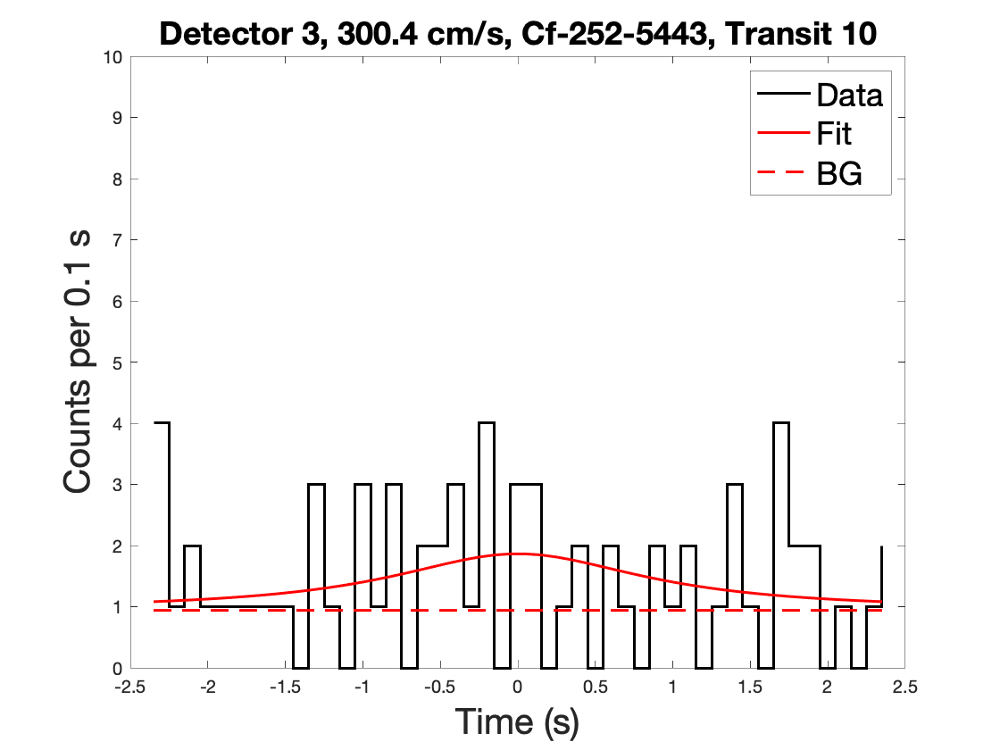 Detector 3, 300.4 cm/s, Cf-252-5443, Transit 10
Data
Fit
BG
Counts per 0.1 s
10
9
8
7
6
5
4
3
2
1
0
-2.5 -2 -1.5 -1 -0.5 0 0.5 1 1.5 2 2.5
Time (s)